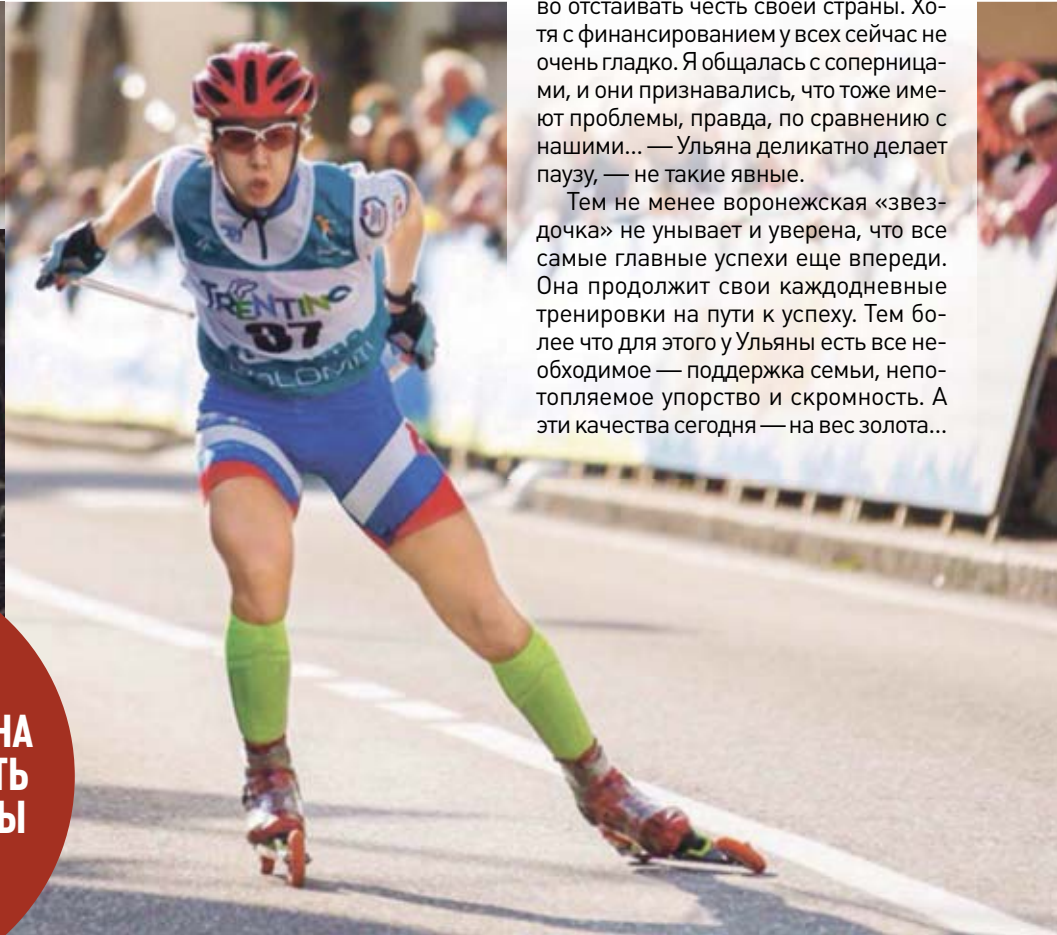 во отстаивать честь своей страны. Хо-
тя с финансированием у всех сейчас не
очень гладко. Я общалась с соперница-
ми, и они признавались, что тоже име-
ют проблемы, правда, по сравнению с
нашими... — Ульяна деликатно делает
паузу, — не такие явные.
Тем не менее воронежская «звез-
дочка» не унывает и уверена, что все
самые главные успехи еще впереди.
Она продолжит свои каждодневные
тренировки на пути к успеху. Тем бо-
лее что для этого у Ульяны есть все не-
обходимое — поддержка семьи, непо-
топляемое упорство и скромность. А
эти качества сегодня — на вес золота...
TRENTINO
87
DOLOMITI
НА
ТЬ
Ы